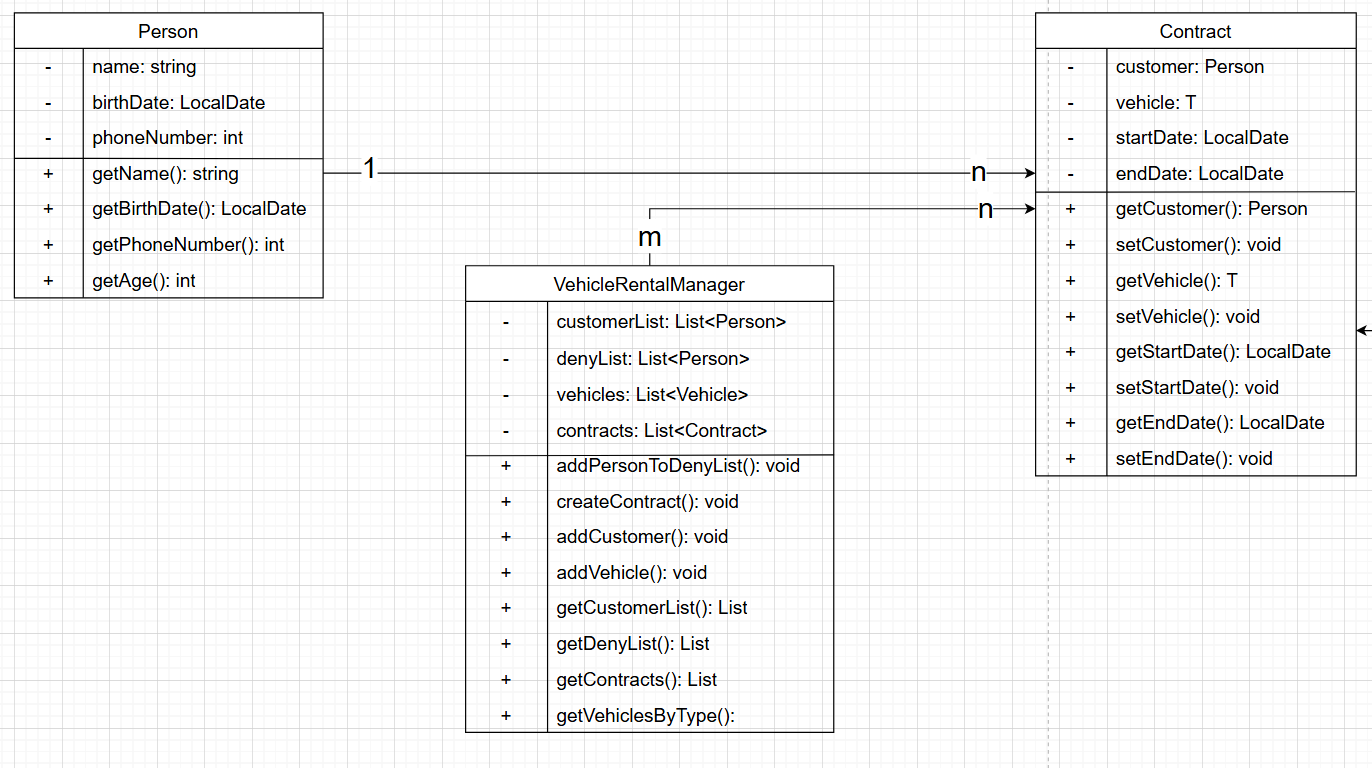 Person
- name: string
- birthDate: LocalDate
- phoneNumber: int
+ getName(): string
+ getBirthDate(): LocalDate
+ getPhoneNumber(): int
+ getAge(): int
1
n
m
n
VehicleRentalManager
- customerList: List<Person>
- denyList: List<Person>
- vehicles: List<Vehicle>
- contracts: List<Contract>
+ addPersonToDenyList(): void
+ createContract(): void
+ addCustomer(): void
+ addVehicle(): void
+ getCustomerList(): List
+ getDenyList(): List
+ getContracts(): List
+ getVehiclesByType():
Contract
- customer: Person
- vehicle: T
- startDate: LocalDate
- endDate: LocalDate
+ getCustomer(): Person
+ setCustomer(): void
+ getVehicle(): T
+ setVehicle(): void
+ getStartDate(): LocalDate
+ setStartDate(): void
+ getEndDate(): LocalDate
+ setEndDate(): void